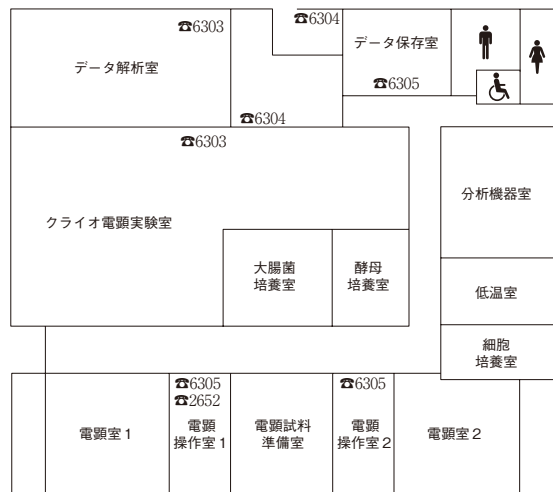 ☎6303
☎6304
データ解析室
データ保存室
☎6305
☎6304
☎6303
クライオ電顕実験室
大腸菌
培養室
酵母
培養室
分析機器室
低温室
細胞
培養室
☎6305
☎2652
電顕室1
電顕
操作室1
電顕試料
準備室
☎6305
電顕
操作室2
電顕室2